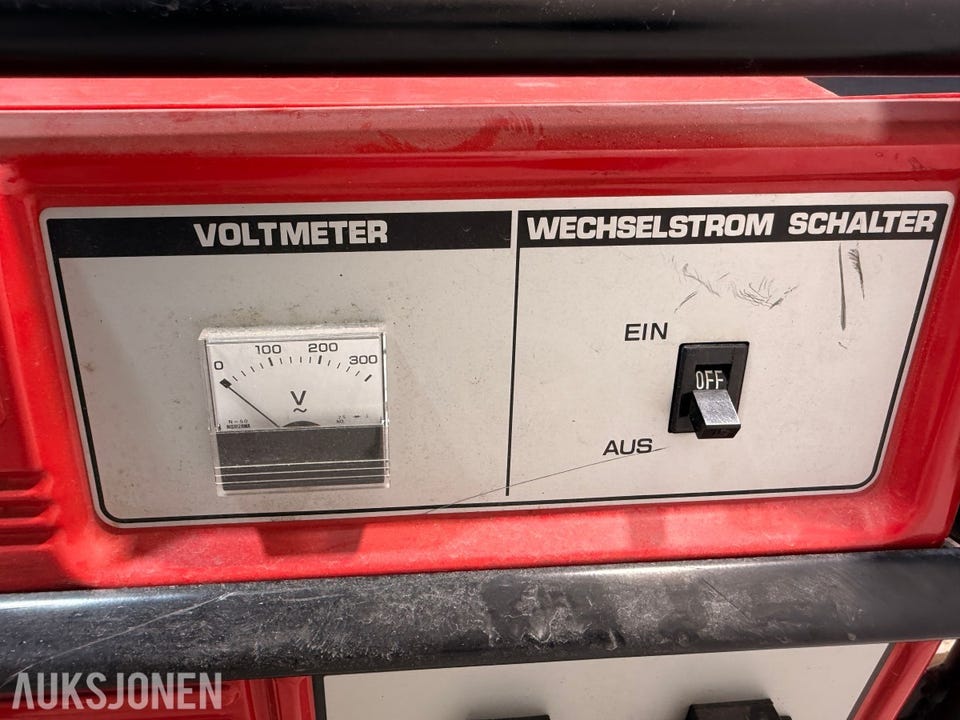 VOLTMETER
WECHSELSTROM SCHALTER
0 100 200 300
V
~
EIN
OFF
AUS
AUKSJONEN